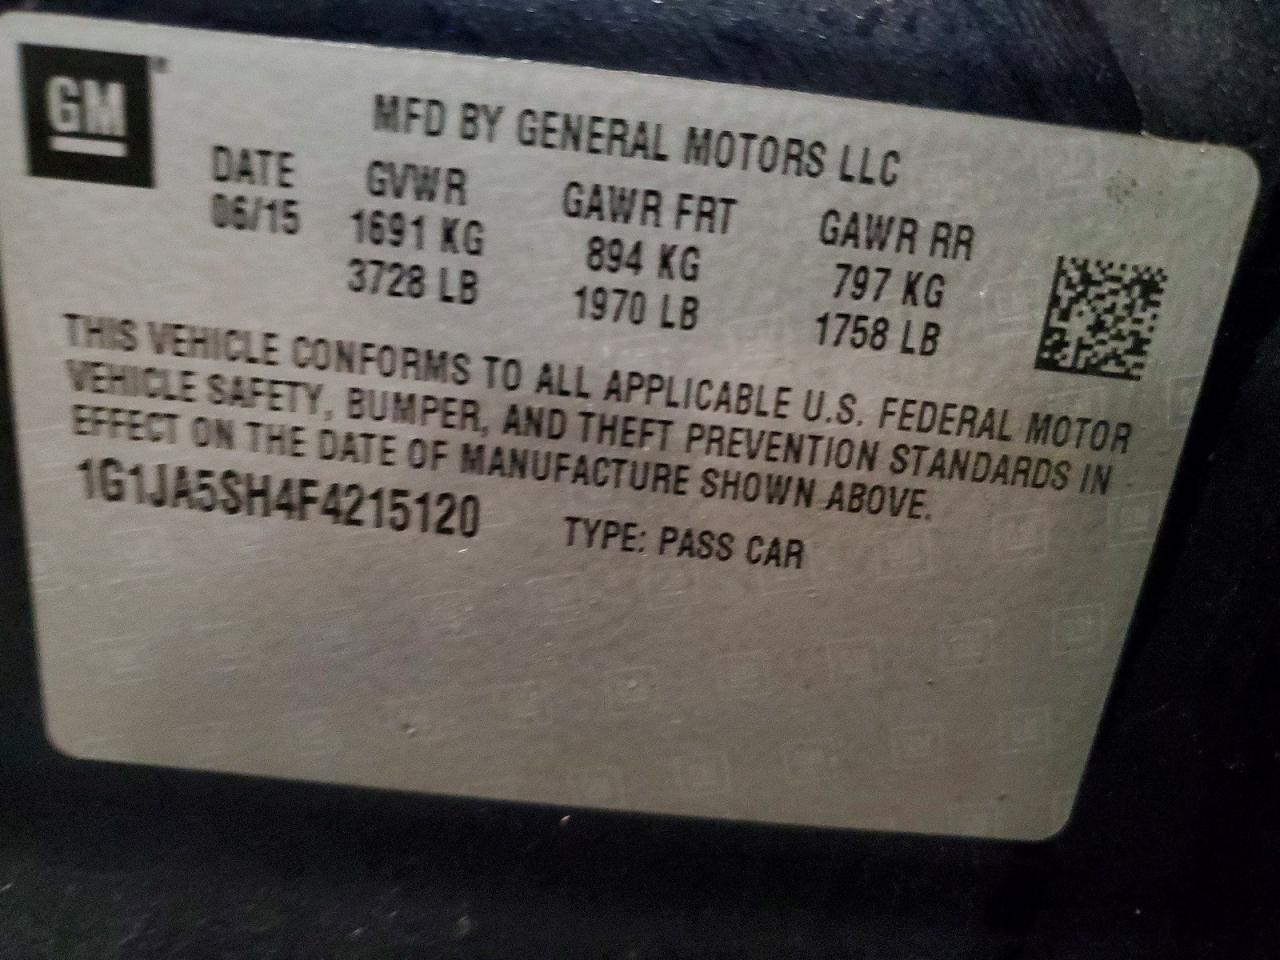 GM
MFD BY GENERAL MOTORS LLC
DATE GVWR GAWR FRT GAWR RR
06/15 1691 KG 894 KG 797 KG
3728 LB 1970 LB 1758 LB
THIS VEHICLE CONFORMS TO ALL APPLICABLE U.S. FEDERAL MOTOR
VEHICLE SAFETY, BUMPER, AND THEFT PREVENTION STANDARDS IN
EFFECT ON THE DATE OF MANUFACTURE SHOWN ABOVE.
1G1JA5SH4F4215120 TYPE: PASS CAR